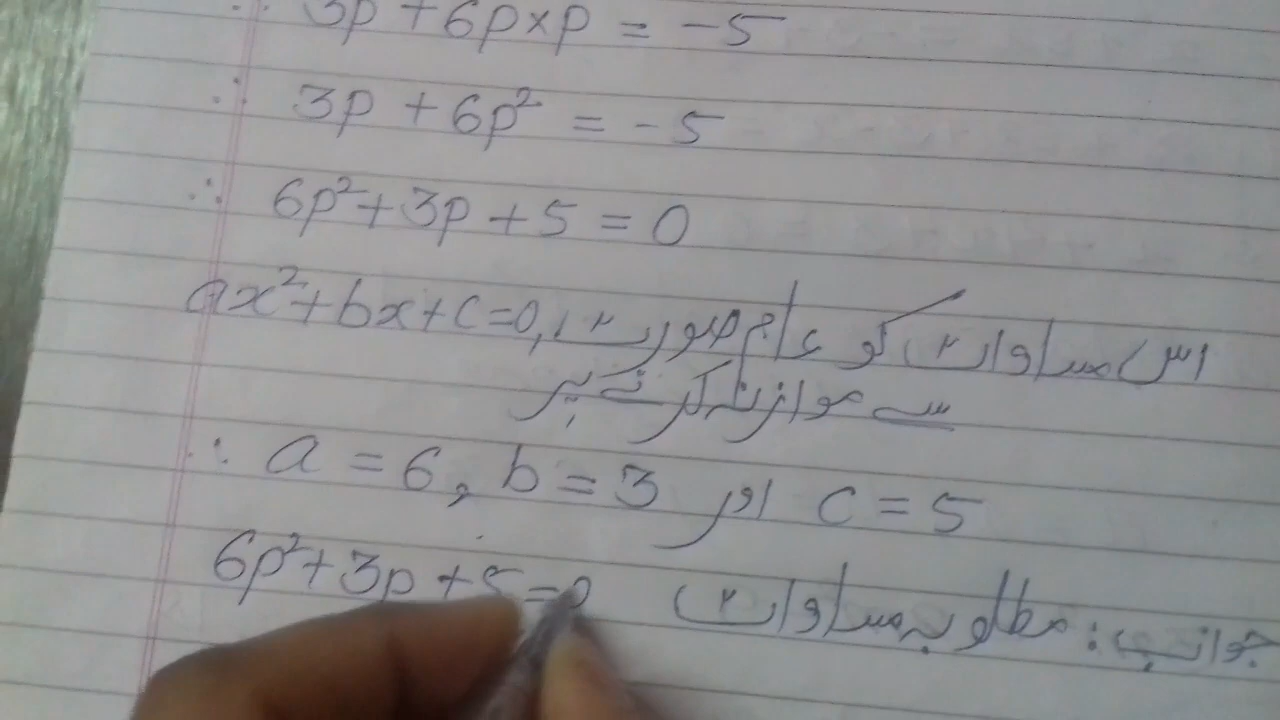 ∴ 3p + 6p×p = -5
∴ 3p + 6p² = -5
∴ 6p² + 3p + 5 = 0
اس مساوات کو عام صورت ax²+bx+c=0,
سے موازنہ کرنے پر
∴ a = 6, b = 3 اور c = 5
جواب: مطلوبہ مساوات 6p²+3p+5=0